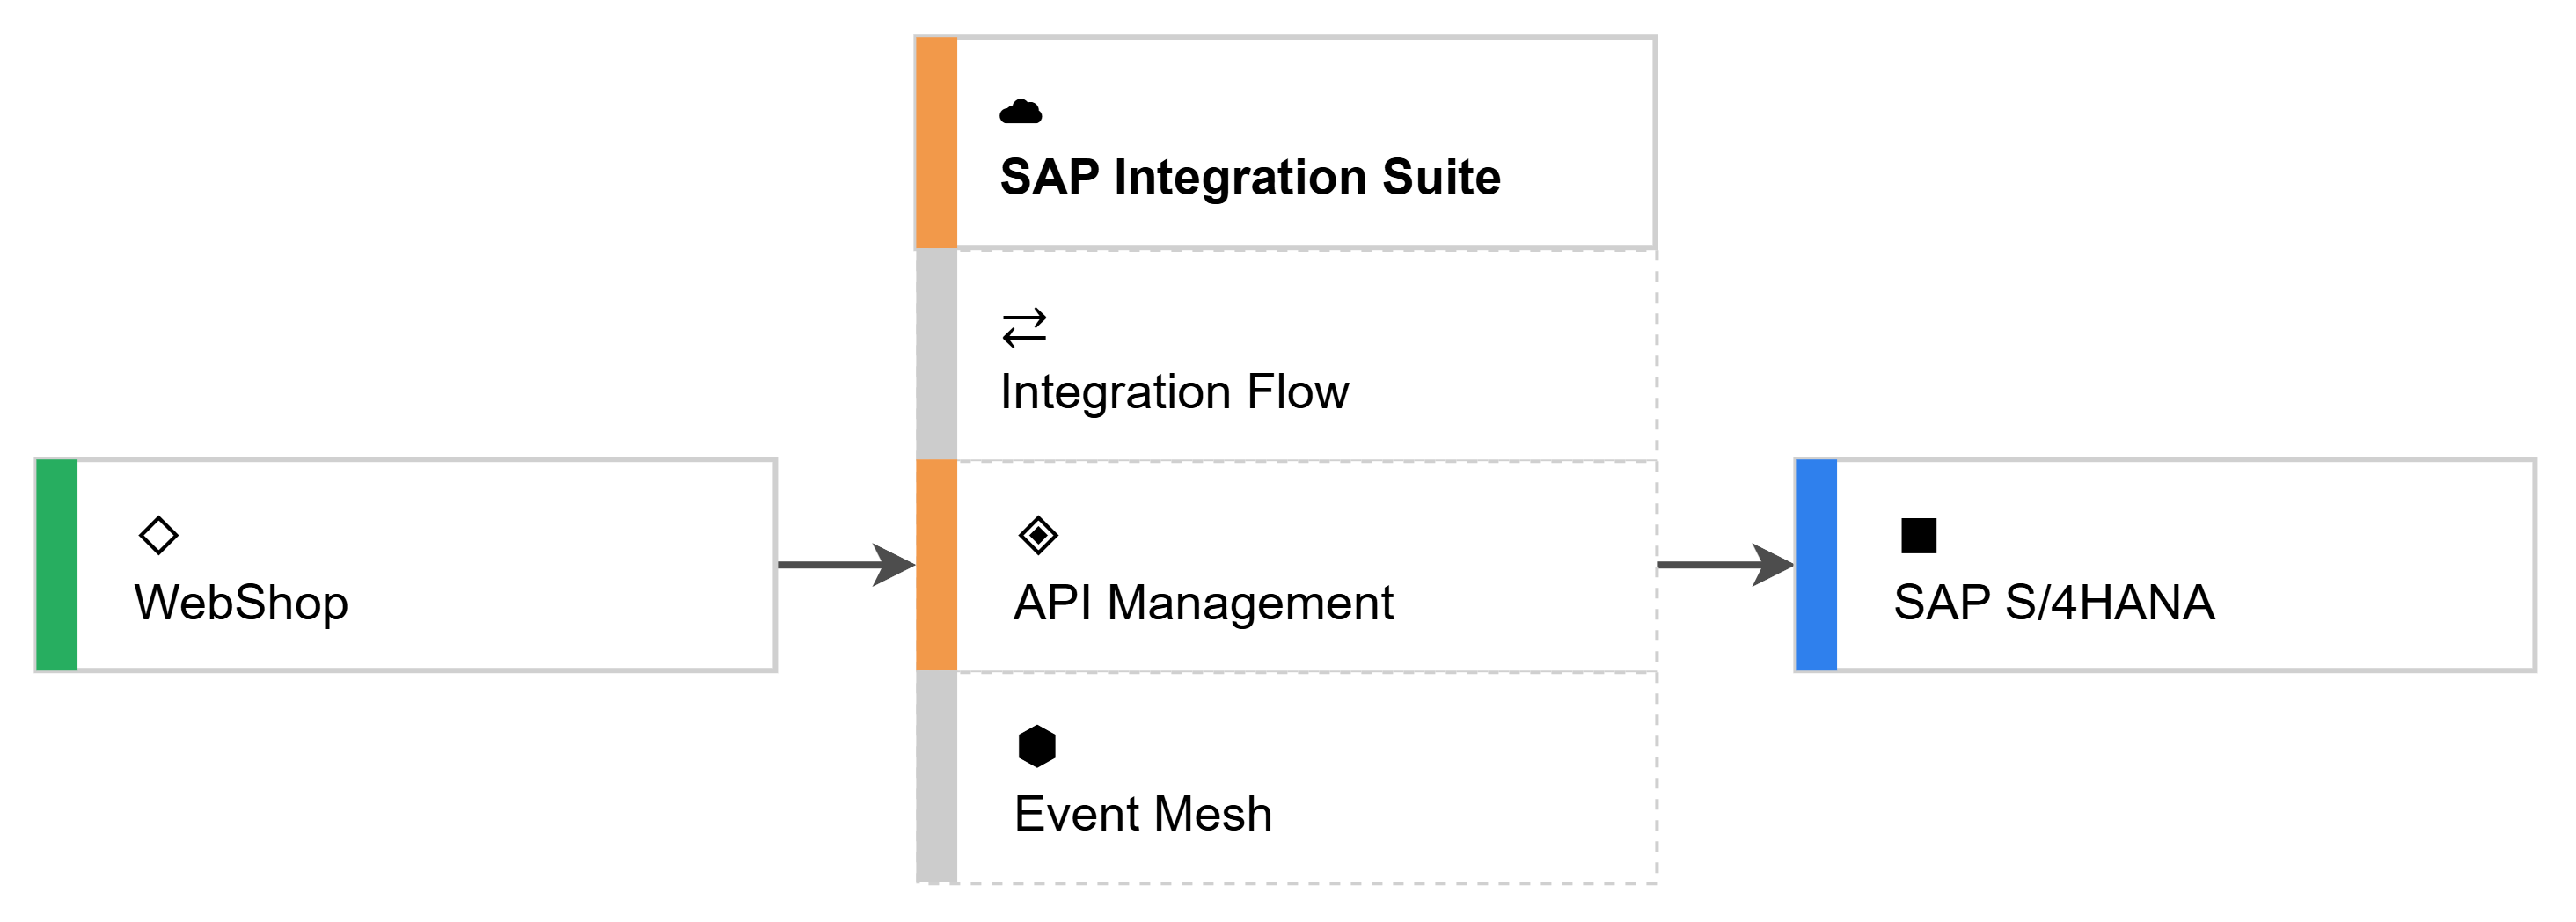 SAP Integration Suite
Integration Flow
WebShop
API Management
SAP S/4HANA
Event Mesh